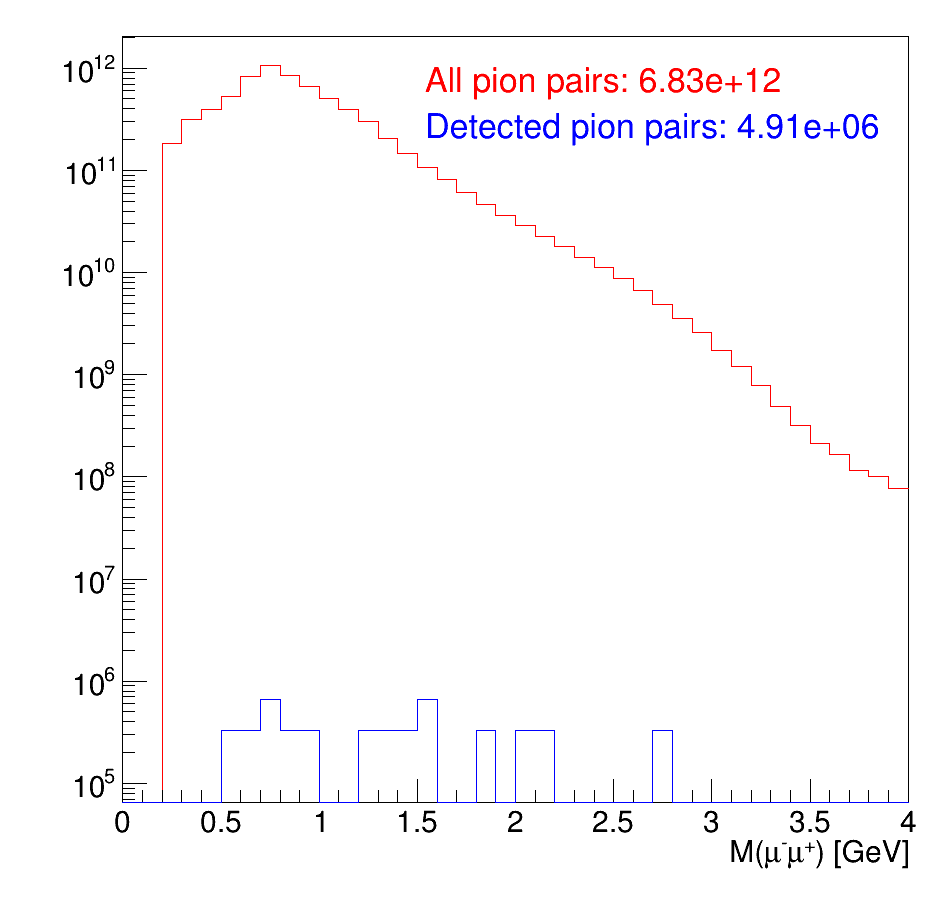 All pion pairs: 6.83e+12
Detected pion pairs: 4.91e+06
10¹²
10¹¹
10¹⁰
10⁹
10⁸
10⁷
10⁶
10⁵
0 0.5 1 1.5 2 2.5 3 3.5 4
M(μ⁻μ⁺) [GeV]